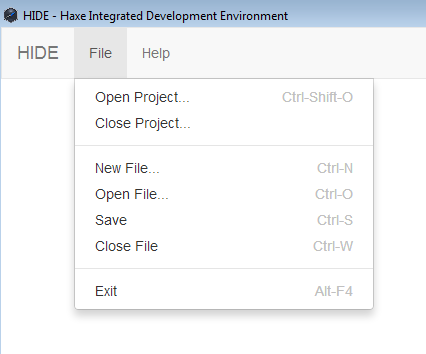 HIDE - Haxe Integrated Development Environment
HIDE File Help
Open Project... Ctrl-Shift-O
Close Project...
New File... Ctrl-N
Open File... Ctrl-O
Save Ctrl-S
Close File Ctrl-W
Exit Alt-F4